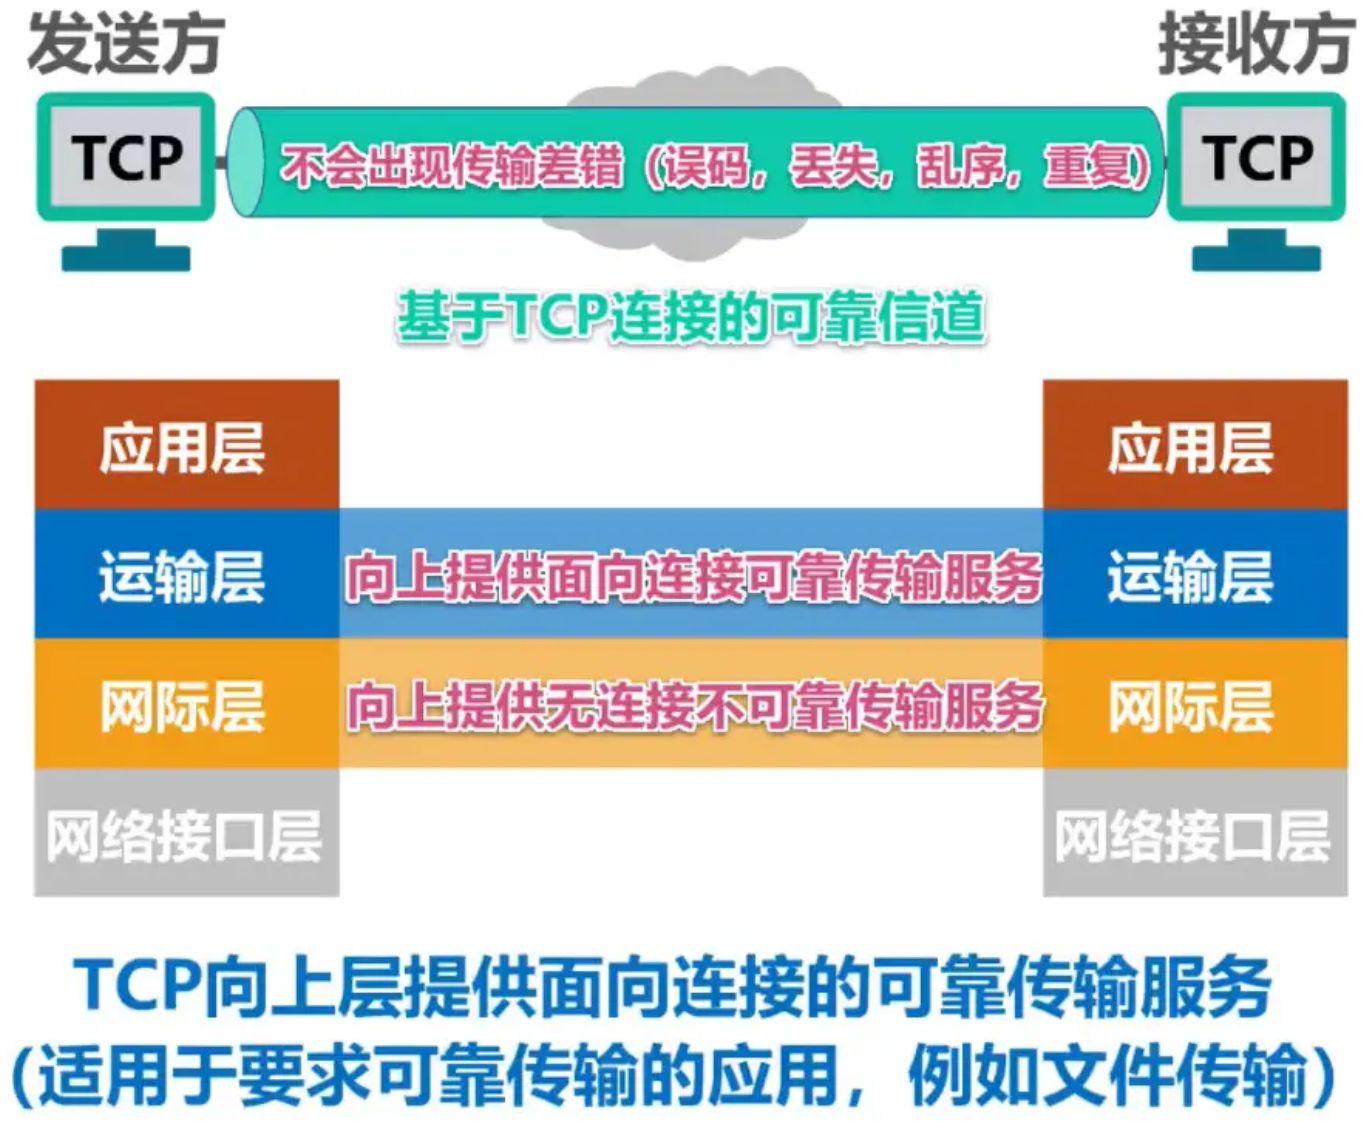 发送方
接收方
TCP
不会出现传输差错（误码，丢失，乱序，重复）
TCP
基于TCP连接的可靠信道
应用层
应用层
运输层
向上提供面向连接可靠传输服务
运输层
网际层
向上提供无连接不可靠传输服务
网际层
网络接口层
网络接口层
TCP向上层提供面向连接的可靠传输服务
（适用于要求可靠传输的应用，例如文件传输）